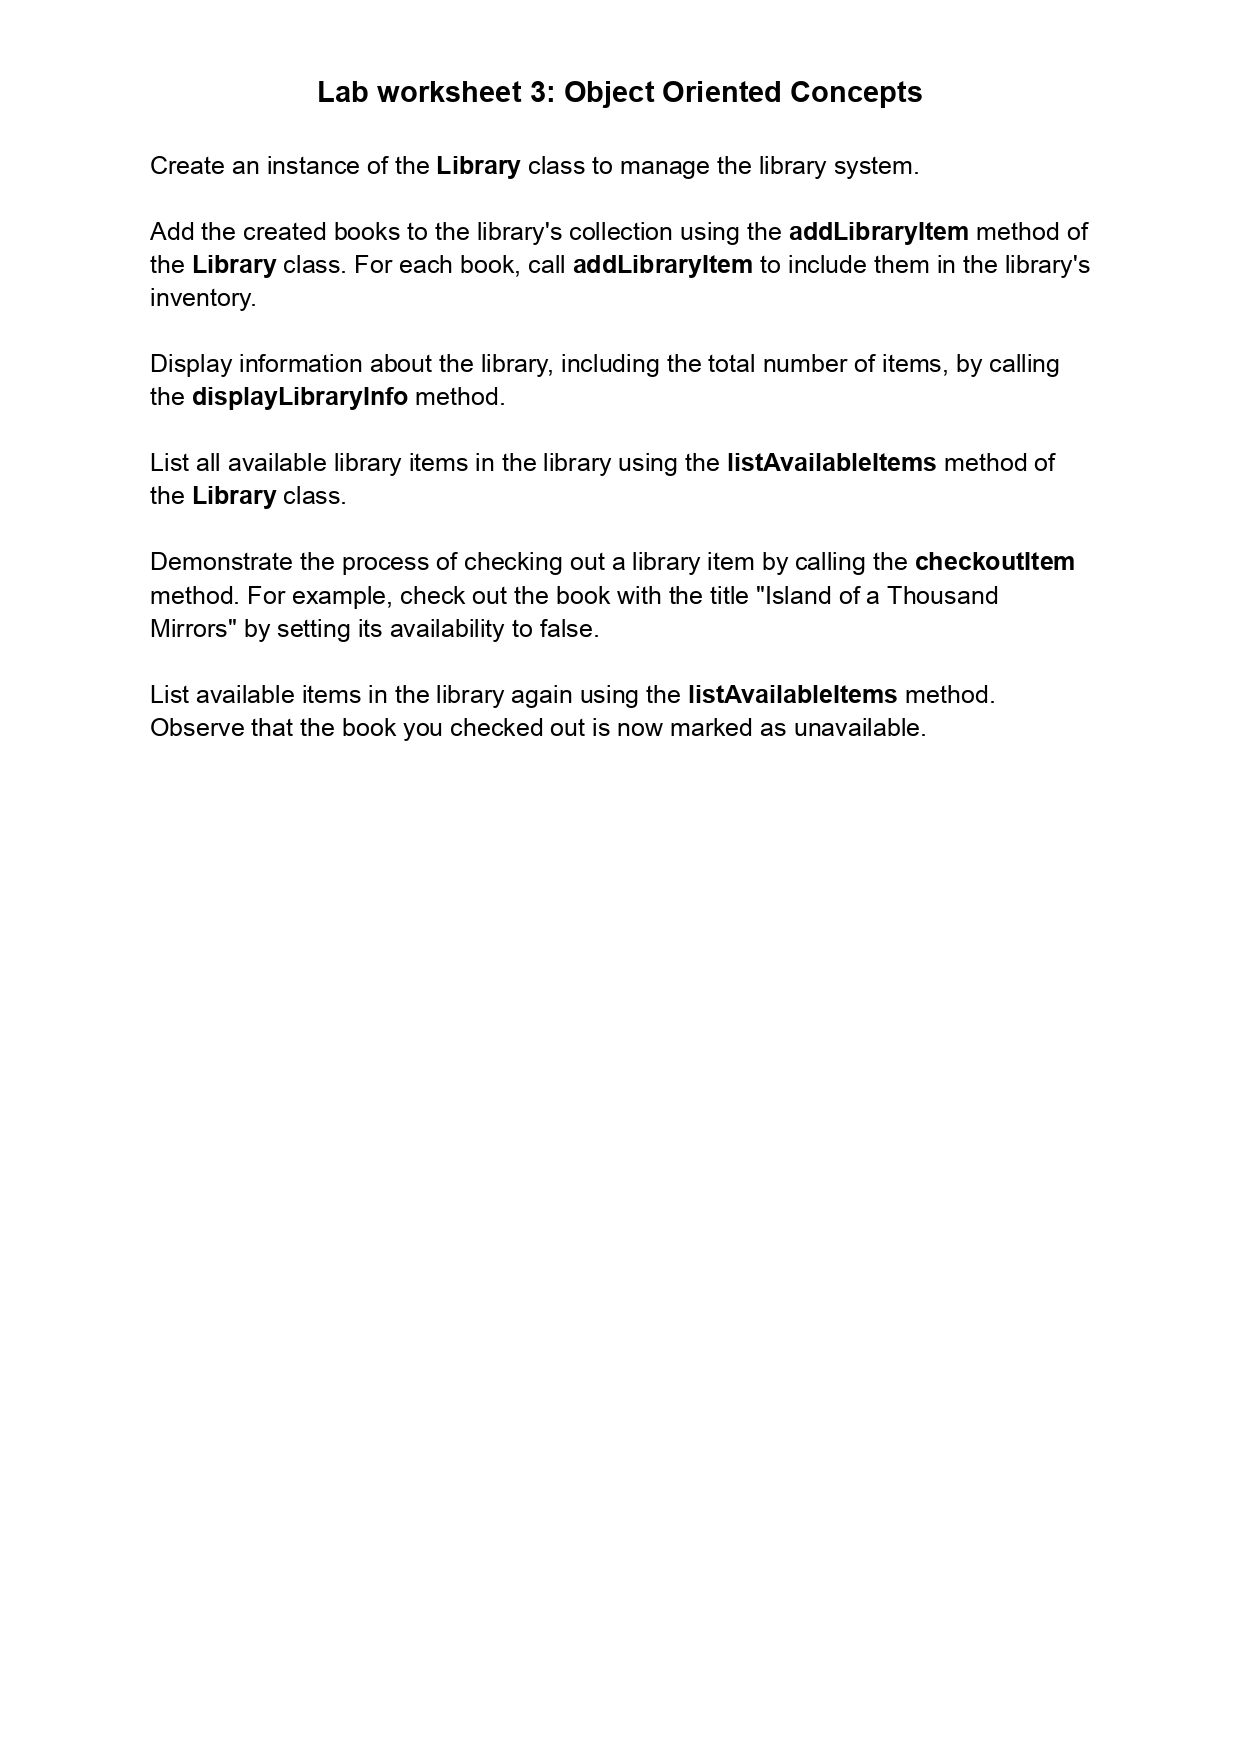 Lab worksheet 3: Object Oriented Concepts
Create an instance of the Library class to manage the library system.
Add the created books to the library's collection using the addLibraryItem method of
the Library class. For each book, call addLibraryItem to include them in the library's
inventory.
Display information about the library, including the total number of items, by calling
the displayLibraryInfo method.
List all available library items in the library using the listAvailableItems method of
the Library class.
Demonstrate the process of checking out a library item by calling the checkoutItem
method. For example, check out the book with the title "Island of a Thousand
Mirrors" by setting its availability to false.
List available items in the library again using the listAvailableItems method.
Observe that the book you checked out is now marked as unavailable.